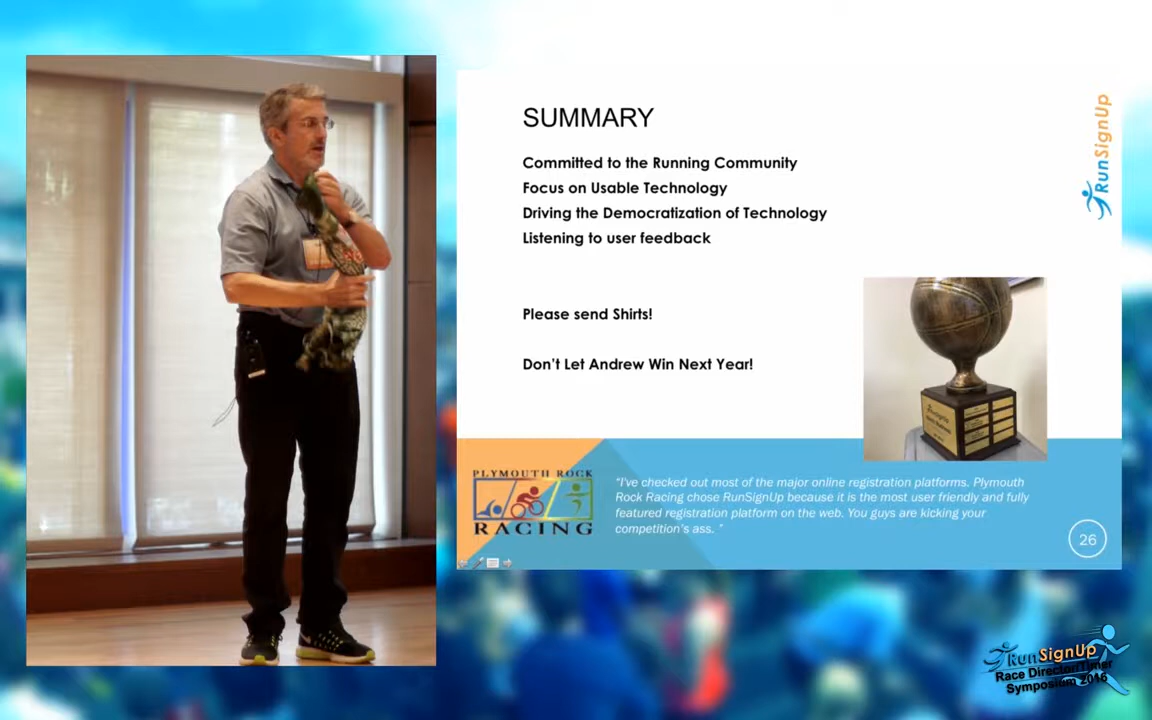 SUMMARY
Committed to the Running Community
Focus on Usable Technology
Driving the Democratization of Technology
Listening to user feedback
Please send Shirts!
Don't Let Andrew Win Next Year!
RunSignUp
PLYMOUTH ROCK
RACING
"I've checked out most of the major online registration platforms. Plymouth
Rock Racing chose RunSignUp because it is the most user friendly and fully
featured registration platform on the web. You guys are kicking your
competition's ass. "
26
RunSignUp
Race Director/Timer
Symposium 2016